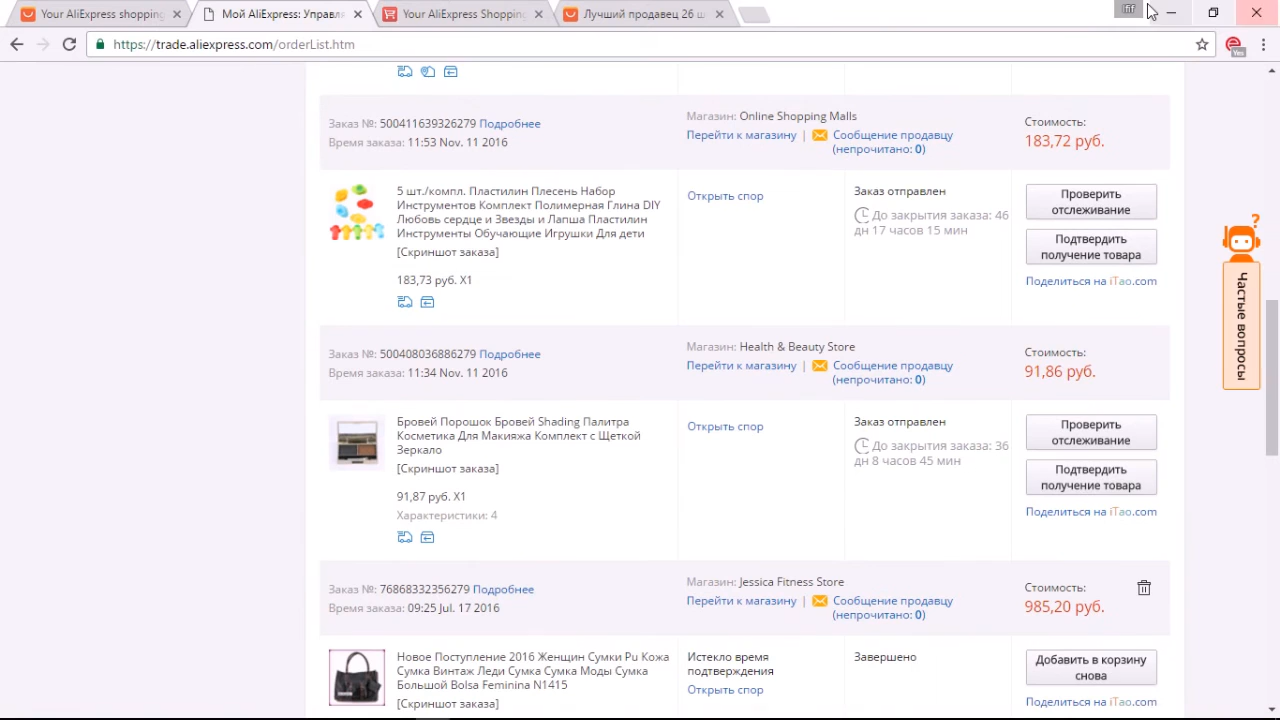 Your AliExpress shopping
Мой AliExpress: Управл
Your AliExpress Shopping
Лучший продавец 26 ш
https://trade.aliexpress.com/orderList.htm
Yes
Заказ №: 500411639326279 Подробнее
Время заказа: 11:53 Nov. 11 2016
Магазин: Online Shopping Malls
Перейти к магазину | Сообщение продавцу
(непрочитано: 0)
Стоимость:
183,72 руб.
5 шт./компл. Пластилин Плесень Набор
Инструментов Комплект Полимерная Глина DIY
Любовь сердце и Звезды и Лапша Пластилин
Инструменты Обучающие Игрушки Для дети
[Скриншот заказа]
183,73 руб. X1
Открыть спор
Заказ отправлен
До закрытия заказа: 46
дн 17 часов 15 мин
Проверить
отслеживание
Подтвердить
получение товара
Поделиться на iTao.com
Заказ №: 500408036886279 Подробнее
Время заказа: 11:34 Nov. 11 2016
Магазин: Health & Beauty Store
Перейти к магазину | Сообщение продавцу
(непрочитано: 0)
Стоимость:
91,86 руб.
Бровей Порошок Бровей Shading Палитра
Косметика Для Макияжа Комплект с Щеткой
Зеркало
[Скриншот заказа]
91,87 руб. X1
Характеристики: 4
Открыть спор
Заказ отправлен
До закрытия заказа: 36
дн 8 часов 45 мин
Проверить
отслеживание
Подтвердить
получение товара
Поделиться на iTao.com
Заказ №: 76868332356279 Подробнее
Время заказа: 09:25 Jul. 17 2016
Магазин: Jessica Fitness Store
Перейти к магазину | Сообщение продавцу
(непрочитано: 0)
Стоимость:
985,20 руб.
Новое Поступление 2016 Женщин Сумки Pu Кожа
Сумка Винтаж Леди Сумка Сумка Моды Сумка
Большой Bolsa Feminina N1415
[Скриншот заказа]
Истекло время
подтверждения
Открыть спор
Завершено
Добавить в корзину
снова
Поделиться на iTao.com
?
Частые вопросы